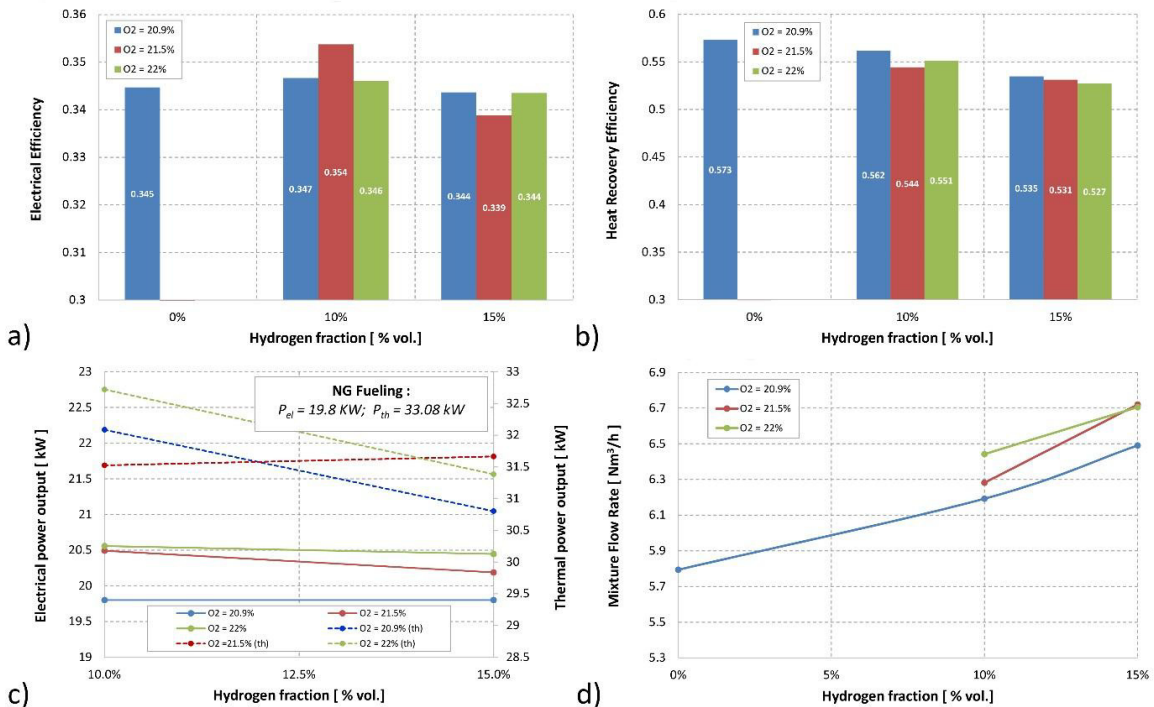 0.36
0.35
0.34
0.33
0.32
0.31
0.3
Electrical Efficiency
O2 = 20.9%
O2 = 21.5%
O2 = 22%
0.345
0.347
0.354
0.346
0.344
0.339
0.344
0%
10%
15%
Hydrogen fraction [ % vol.]
a)
0.6
0.55
0.5
0.45
0.4
0.35
0.3
Heat Recovery Efficiency
O2 = 20.9%
O2 = 21.5%
O2 = 22%
0.573
0.562
0.544
0.551
0.535
0.531
0.527
0%
10%
15%
Hydrogen fraction [ % vol.]
b)
23
22.5
22
21.5
21
20.5
20
19.5
19
Electrical power output [ kW]
NG Fueling :
P_el = 19.8 KW; P_th = 33.08 kW
33
32.5
32
31.5
31
30.5
30
29.5
29
28.5
Thermal power output [ kW]
O2 = 20.9%
O2 = 21.5%
O2 = 22%
O2 = 20.9% (th)
O2 =21.5% (th)
O2 = 22% (th)
10.0%
12.5%
15.0%
Hydrogen fraction [ % vol.]
c)
6.9
6.7
6.5
6.3
6.1
5.9
5.7
5.5
5.3
Mixture Flow Rate [ Nm³/h]
O2 = 20.9%
O2 = 21.5%
O2 = 22%
0%
5%
10%
15%
Hydrogen fraction [ % vol.]
d)